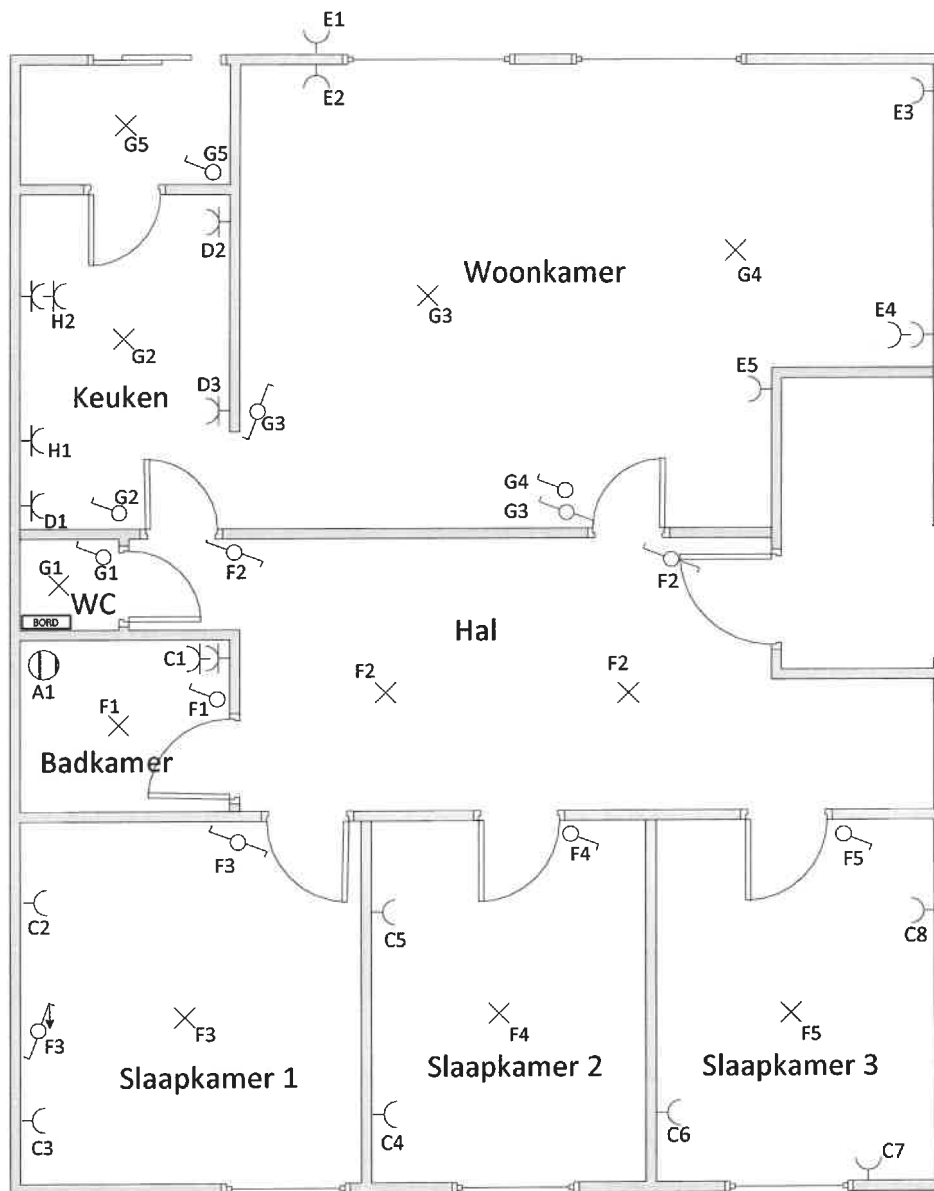 E1
E2
E3
G5
G5
D2
Woonkamer
G4
G3
H2
G2
E4
E5
Keuken
D3
G3
H1
G4
G3
D1
G2
G1
G1
WC
BORD
F2
F2
Hal
C1
A1
F1
F1
F2
F2
Badkamer
F3
F4
F5
C2
C5
C8
F3
F3
F4
F5
Slaapkamer 1
Slaapkamer 2
Slaapkamer 3
C3
C4
C6
C7